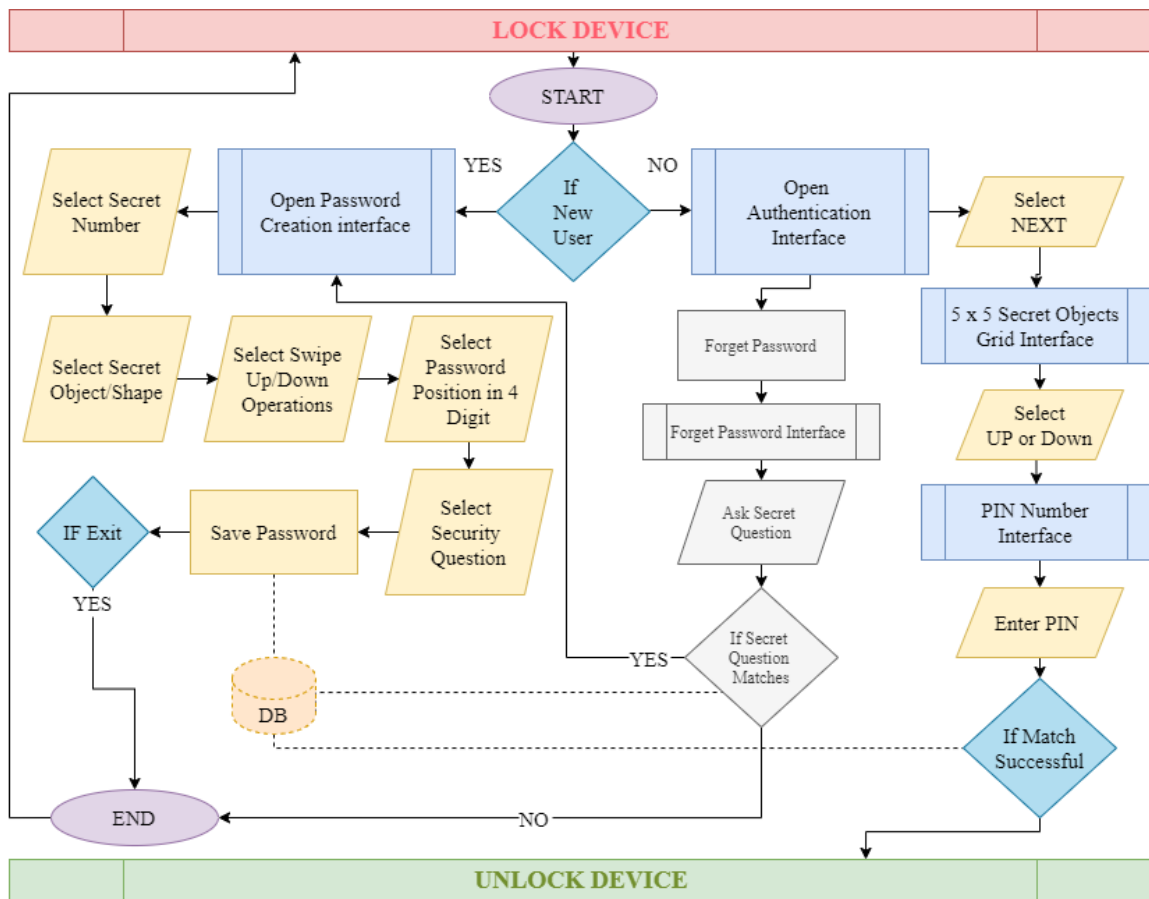 LOCK DEVICE
START
YES
If
New
User
NO
Open Password
Creation interface
Select Secret
Number
Open
Authentication
Interface
Select
NEXT
Select Secret
Object/Shape
Select Swipe
Up/Down
Operations
Select
Password
Position in 4
Digit
Forget Password
5 x 5 Secret Objects
Grid Interface
Forget Password Interface
Select
UP or Down
IF Exit
Save Password
Select
Security
Question
Ask Secret
Question
PIN Number
Interface
YES
Enter PIN
If Secret
Question
Matches
YES
DB
If Match
Successful
END
NO
UNLOCK DEVICE